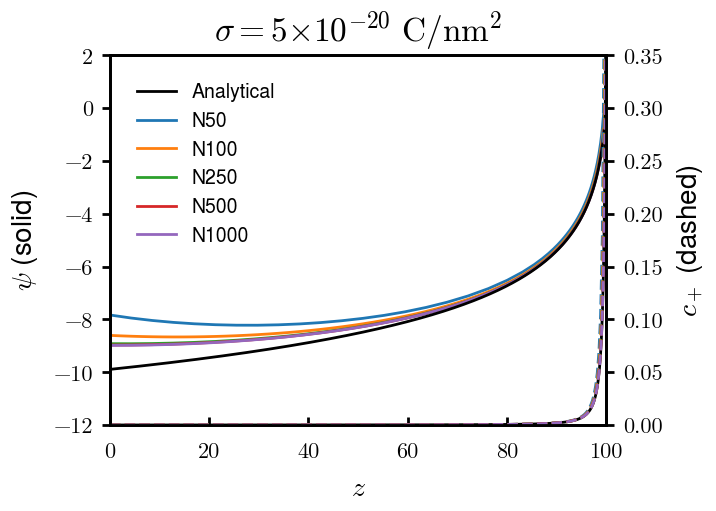 σ = 5×10⁻²⁰ C/nm²
2
0
−2
−4
−6
−8
−10
−12
ψ (solid)
Analytical
N50
N100
N250
N500
N1000
0.35
0.30
0.25
0.20
0.15
0.10
0.05
0.00
c₊ (dashed)
0 20 40 60 80 100
z